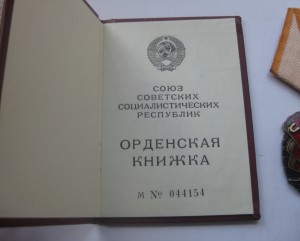 СОЮЗ
СОВЕТСКИХ
СОЦИАЛИСТИЧЕСКИХ
РЕСПУБЛИК
ОРДЕНСКАЯ
КНИЖКА
М № 044154